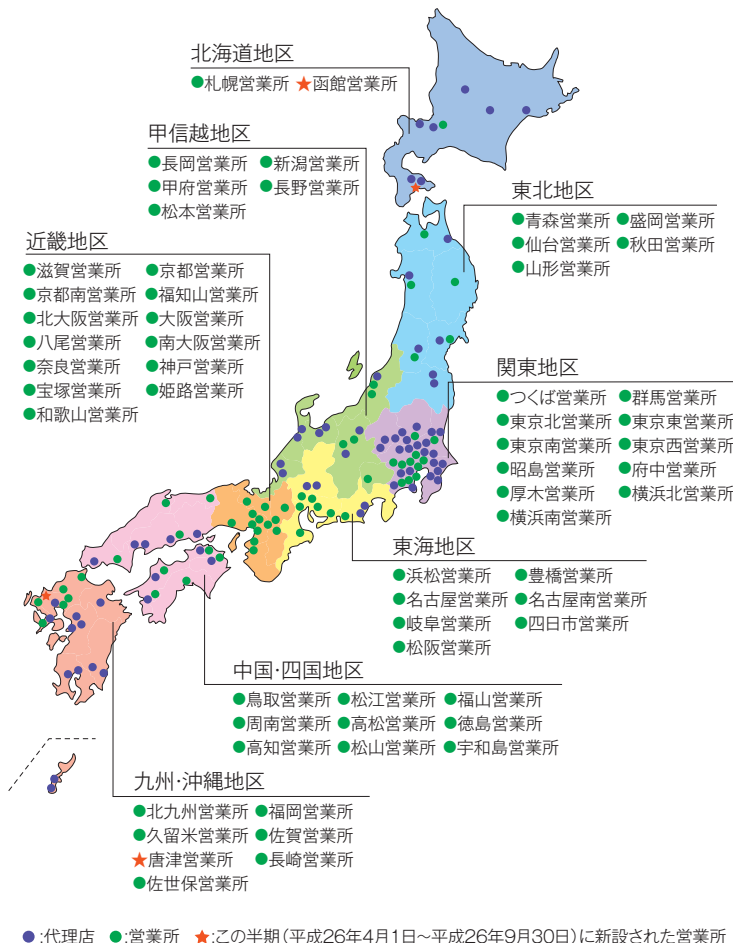 北海道地区
●札幌営業所 ★函館営業所
甲信越地区
●長岡営業所 ●新潟営業所
●甲府営業所 ●長野営業所
●松本営業所
東北地区
●青森営業所 ●盛岡営業所
●仙台営業所 ●秋田営業所
●山形営業所
近畿地区
●滋賀営業所 ●京都営業所
●京都南営業所 ●福知山営業所
●北大阪営業所 ●大阪営業所
●八尾営業所 ●南大阪営業所
●奈良営業所 ●神戸営業所
●宝塚営業所 ●姫路営業所
●和歌山営業所
関東地区
●つくば営業所 ●群馬営業所
●東京北営業所 ●東京東営業所
●東京南営業所 ●東京西営業所
●昭島営業所 ●府中営業所
●厚木営業所 ●横浜北営業所
●横浜南営業所
東海地区
●浜松営業所 ●豊橋営業所
●名古屋営業所 ●名古屋南営業所
●岐阜営業所 ●四日市営業所
●松阪営業所
中国・四国地区
●鳥取営業所 ●松江営業所 ●福山営業所
●周南営業所 ●高松営業所 ●徳島営業所
●高知営業所 ●松山営業所 ●宇和島営業所
九州・沖縄地区
●北九州営業所 ●福岡営業所
●久留米営業所 ●佐賀営業所
★唐津営業所 ●長崎営業所
●佐世保営業所
●:代理店 ●:営業所 ★:この半期(平成26年4月1日〜平成26年9月30日)に新設された営業所